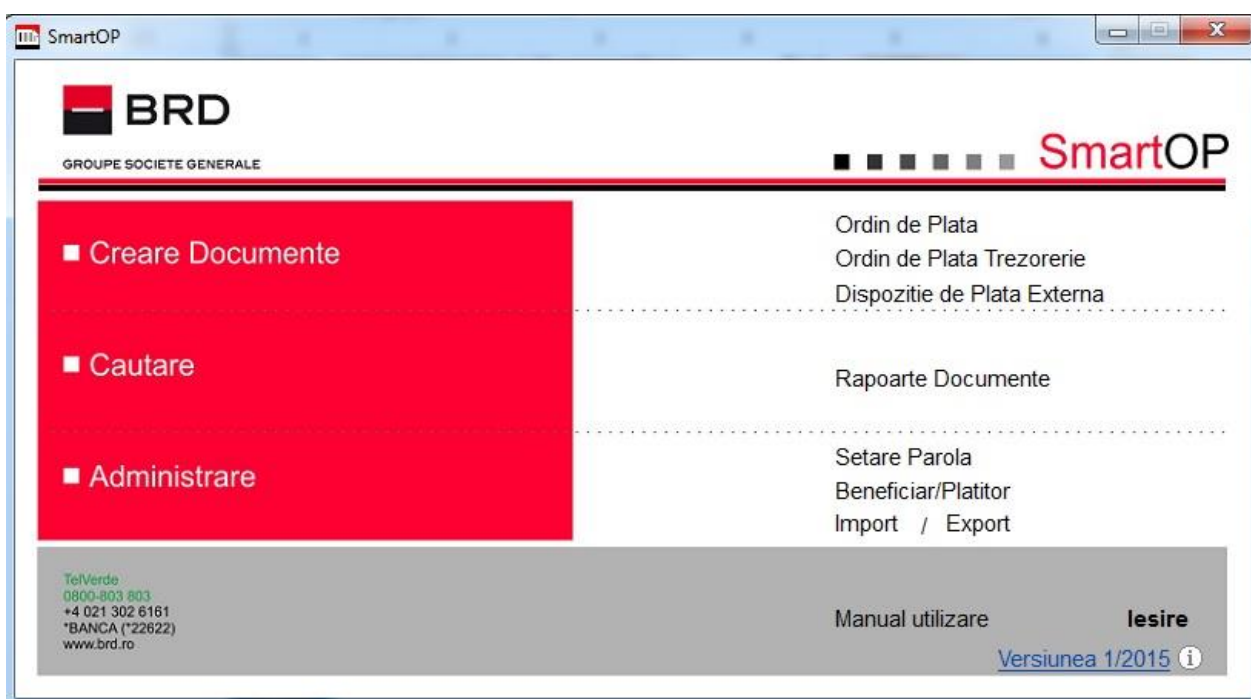 SmartOP
BRD
GROUPE SOCIETE GENERALE
SmartOP
Creare Documente
Ordin de Plata
Ordin de Plata Trezorerie
Dispozitie de Plata Externa
Cautare
Rapoarte Documente
Administrare
Setare Parola
Beneficiar/Platitor
Import / Export
TelVerde
0800-803 803
+4 021 302 6161
*BANCA (*22622)
www.brd.ro
Manual utilizare Iesire
Versiunea 1/2015